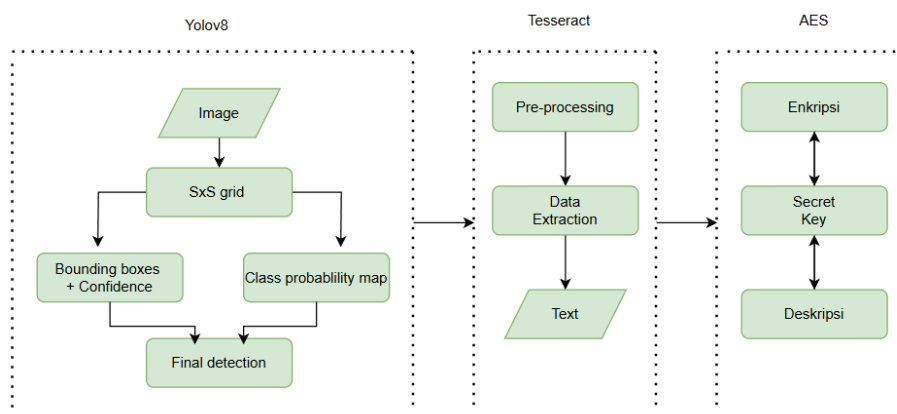 Yolov8
Image
SxS grid
Bounding boxes
+ Confidence
Class probablility map
Final detection
Tesseract
Pre-processing
Data
Extraction
Text
AES
Enkripsi
Secret
Key
Deskripsi